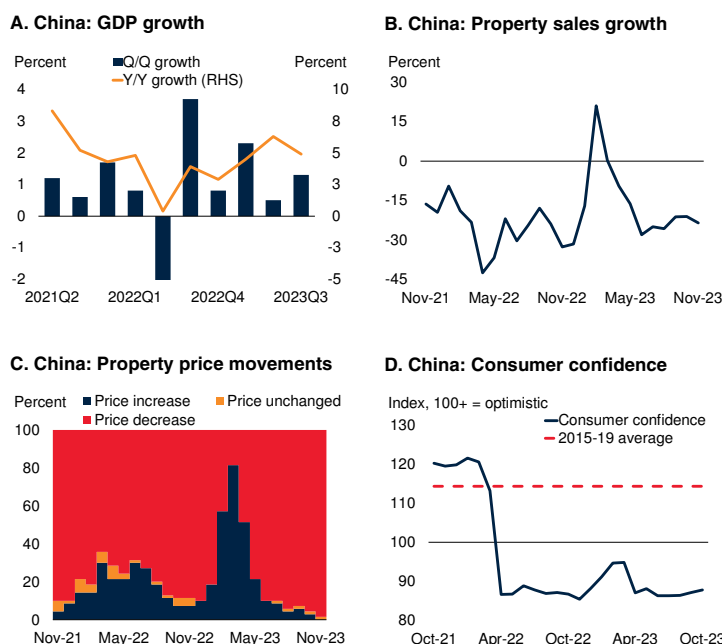 A. China: GDP growth
Percent
Q/Q growth
Percent
Y/Y growth (RHS)
4
10
3
8
2
5
1
3
0
0
-1
-3
-2
-5
2021Q2
2022Q1
2022Q4
2023Q3
B. China: Property sales growth
Percent
30
15
0
-15
-30
-45
Nov-21
May-22
Nov-22
May-23
Nov-23
C. China: Property price movements
Percent
Price increase
Price unchanged
Price decrease
100
80
60
40
20
0
Nov-21
May-22
Nov-22
May-23
Nov-23
D. China: Consumer confidence
Index, 100+ = optimistic
Consumer confidence
2015-19 average
130
120
110
100
90
80
Oct-21
Apr-22
Oct-22
Apr-23
Oct-23